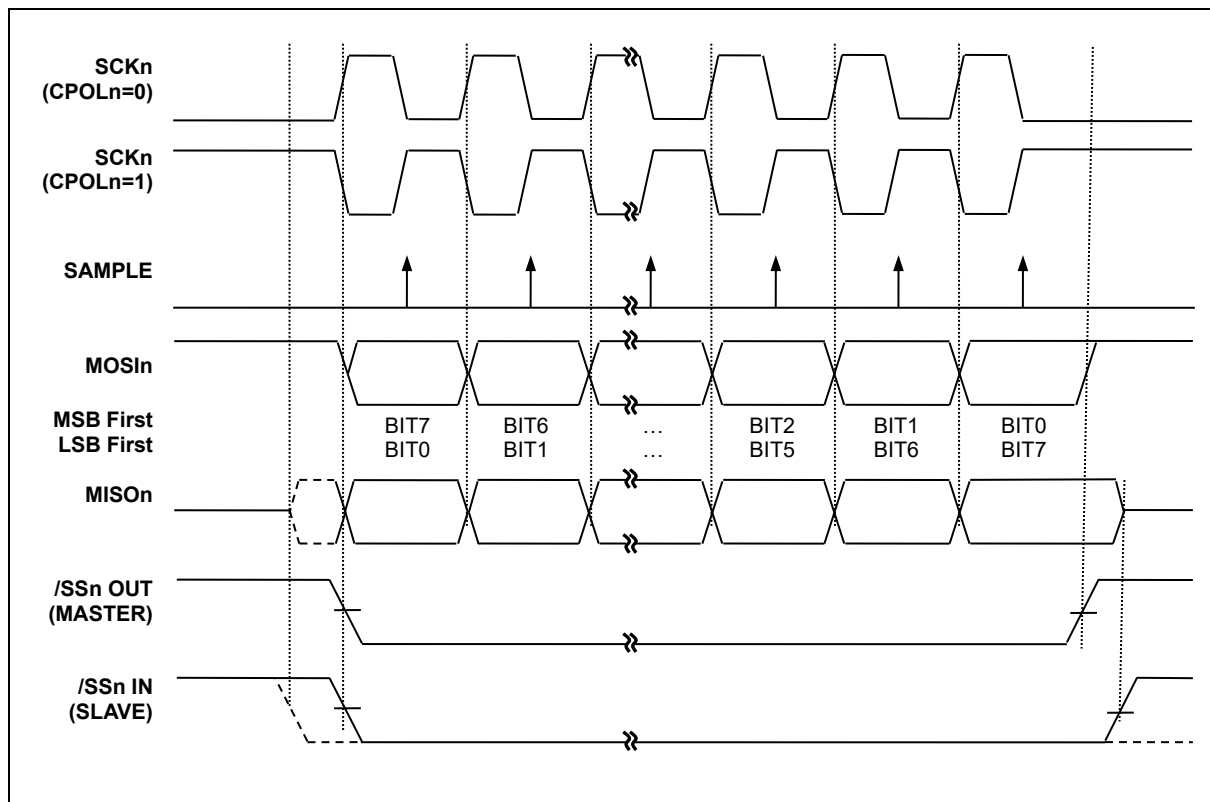 SCKn
(CPOLn=0)
SCKn
(CPOLn=1)
SAMPLE
MOSIn
MSB First
LSB First
BIT7 BIT6 ... BIT2 BIT1 BIT0
BIT0 BIT1 ... BIT5 BIT6 BIT7
MISOn
/SSn OUT
(MASTER)
/SSn IN
(SLAVE)